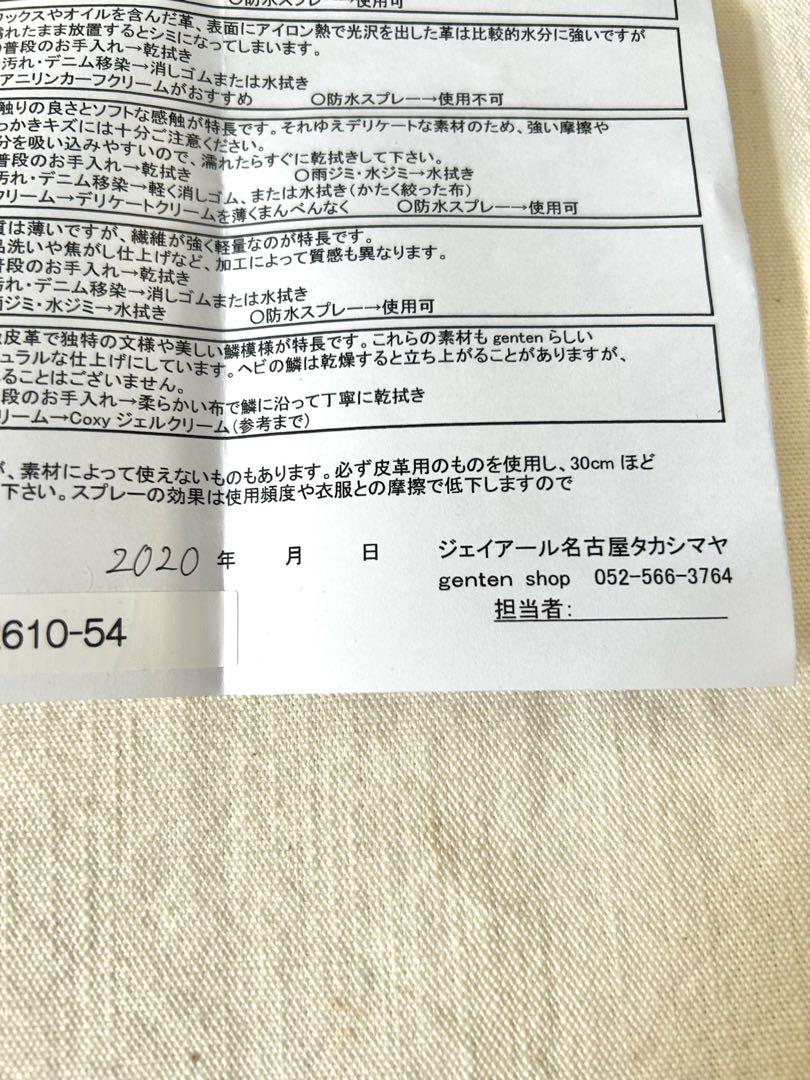 ○防水スプレー→使用可
ワックスやオイルを含んだ革、表面にアイロン熱で光沢を出した革は比較的水分に強いですが
濡れたまま放置するとシミになってしまいます。
普段のお手入れ→乾拭き
汚れ・デニム移染→消しゴムまたは水拭き
アニリンカーフクリームがおすすめ ○防水スプレー→使用不可
触りの良さとソフトな感触が特長です。それゆえデリケートな素材のため、強い摩擦や
っかきキズには十分ご注意ください。
分を吸い込みやすいので、濡れたらすぐに乾拭きして下さい。
普段のお手入れ→乾拭き ○雨ジミ・水ジミ→水拭き
汚れ・デニム移染→軽く消しゴム、または水拭き(かたく絞った布)
クリーム→デリケートクリームを薄くまんべんなく ○防水スプレー→使用可
質は薄いですが、繊維が強く軽量なのが特長です。
品洗いや焦がし仕上げなど、加工によって質感も異なります。
普段のお手入れ→乾拭き
汚れ・デニム移染→消しゴムまたは水拭き
雨ジミ・水ジミ→水拭き ○防水スプレー→使用可
皮革で独特の文様や美しい鱗模様が特長です。これらの素材も genten らしい
ュラルな仕上げにしています。ヘビの鱗は乾燥すると立ち上がることがありますが、
ることはございません。
段のお手入れ→柔らかい布で鱗に沿って丁寧に乾拭き
リーム→Coxy ジェルクリーム(参考まで)
が、素材によって使えないものもあります。必ず皮革用のものを使用し、30cm ほど
下さい。スプレーの効果は使用頻度や衣服との摩擦で低下しますので
2020 年 月 日 ジェイアール名古屋タカシマヤ
genten shop 052-566-3764
担当者:
610-54